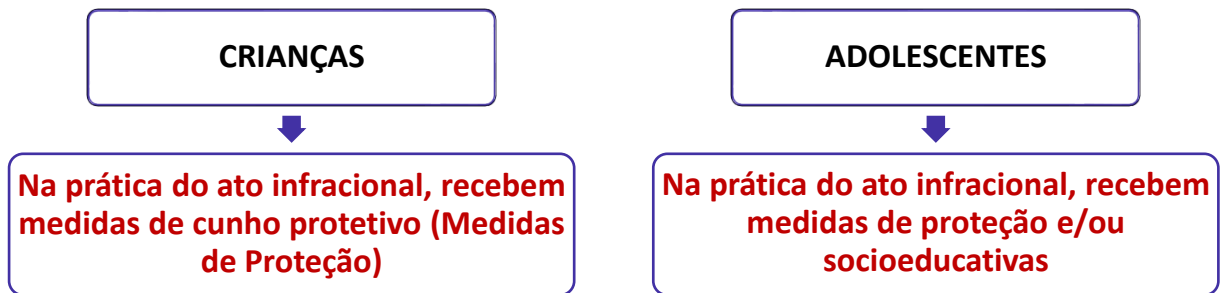 CRIANÇAS
Na prática do ato infracional, recebem
medidas de cunho protetivo (Medidas
de Proteção)
ADOLESCENTES
Na prática do ato infracional, recebem
medidas de proteção e/ou
socioeducativas